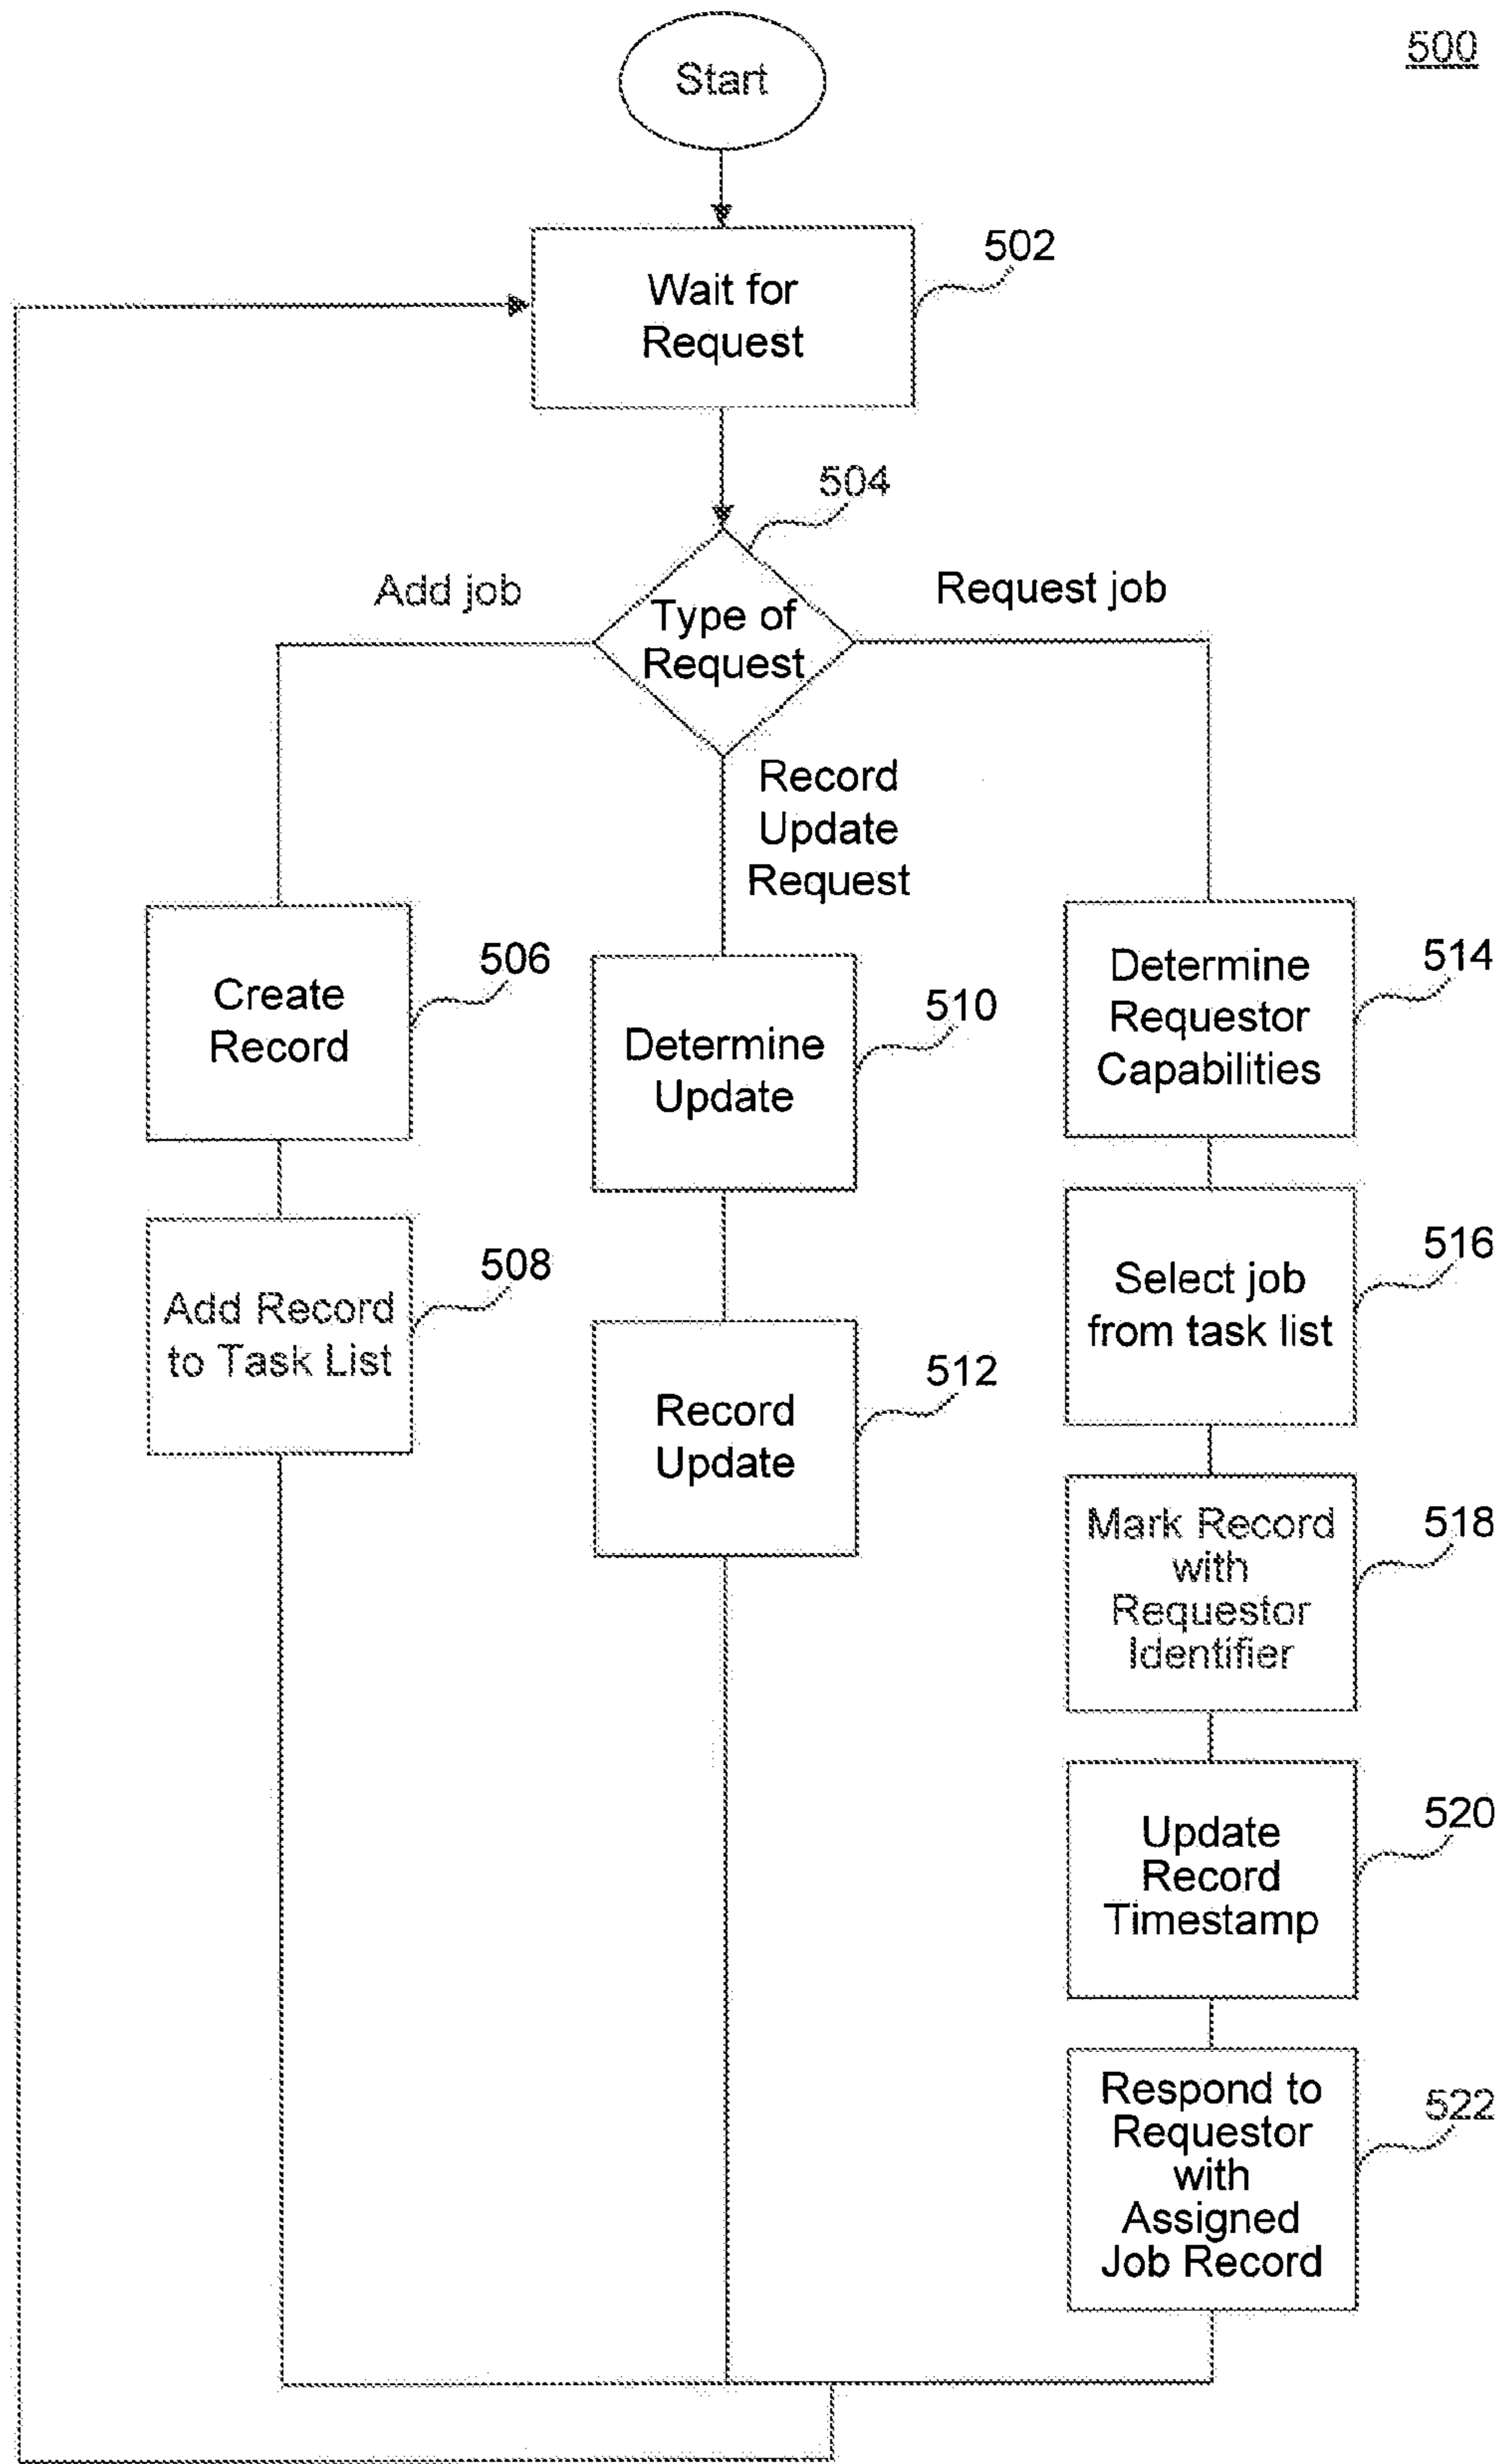 500
Start
502
Wait for
Request
504
Add job
Request job
Type of
Request
Record
Update
Request
506
Create
Record
510
Determine
Update
514
Determine
Requestor
Capabilities
508
Add Record
to Task List
512
Record
Update
516
Select job
from task list
518
Mark Record
with
Requestor
Identifier
520
Update
Record
Timestamp
522
Respond to
Requestor
with
Assigned
Job Record